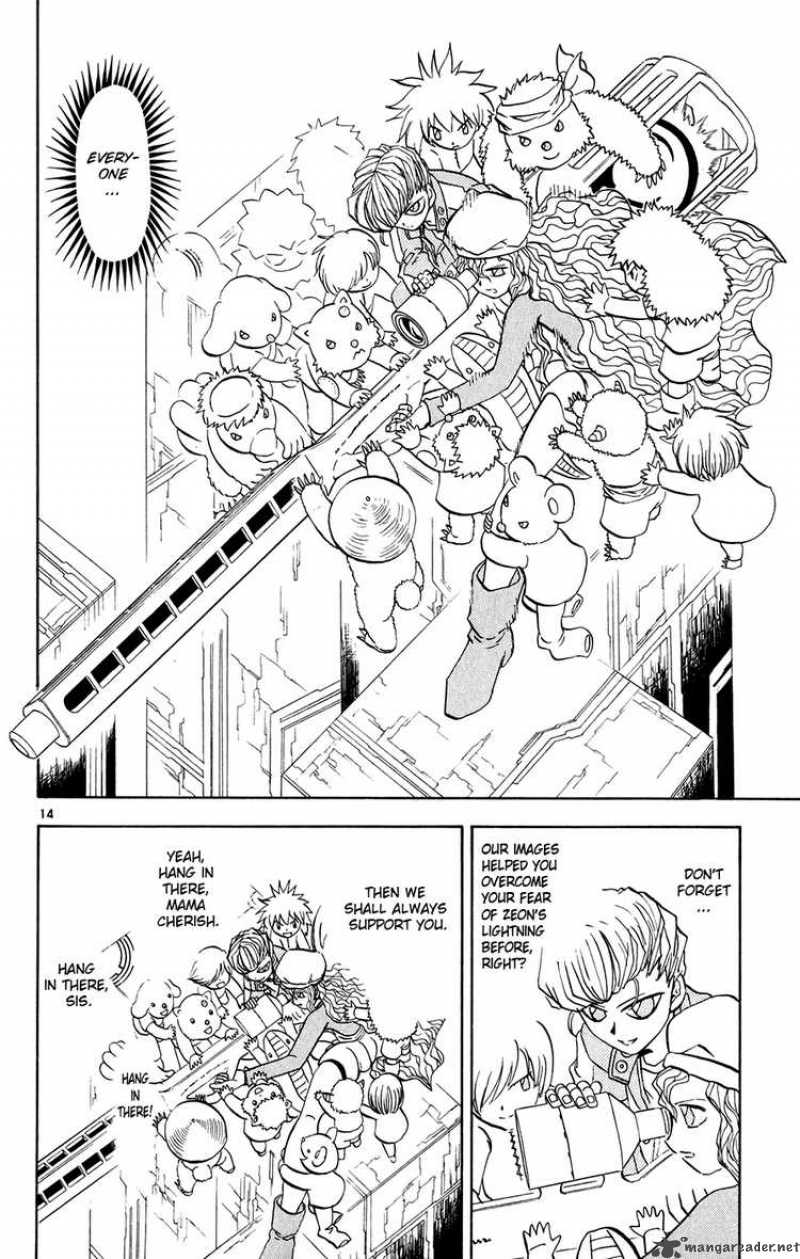 EVERY-
ONE
...
14
DON'T
FORGET
...
OUR IMAGES
HELPED YOU
OVERCOME
YOUR FEAR
OF ZEON'S
LIGHTNING
BEFORE,
RIGHT?
THEN WE
SHALL ALWAYS
SUPPORT YOU.
YEAH,
HANG IN
THERE,
MAMA
CHERISH.
HANG
IN THERE,
SIS.
HANG
IN
THERE!
mangareader.net